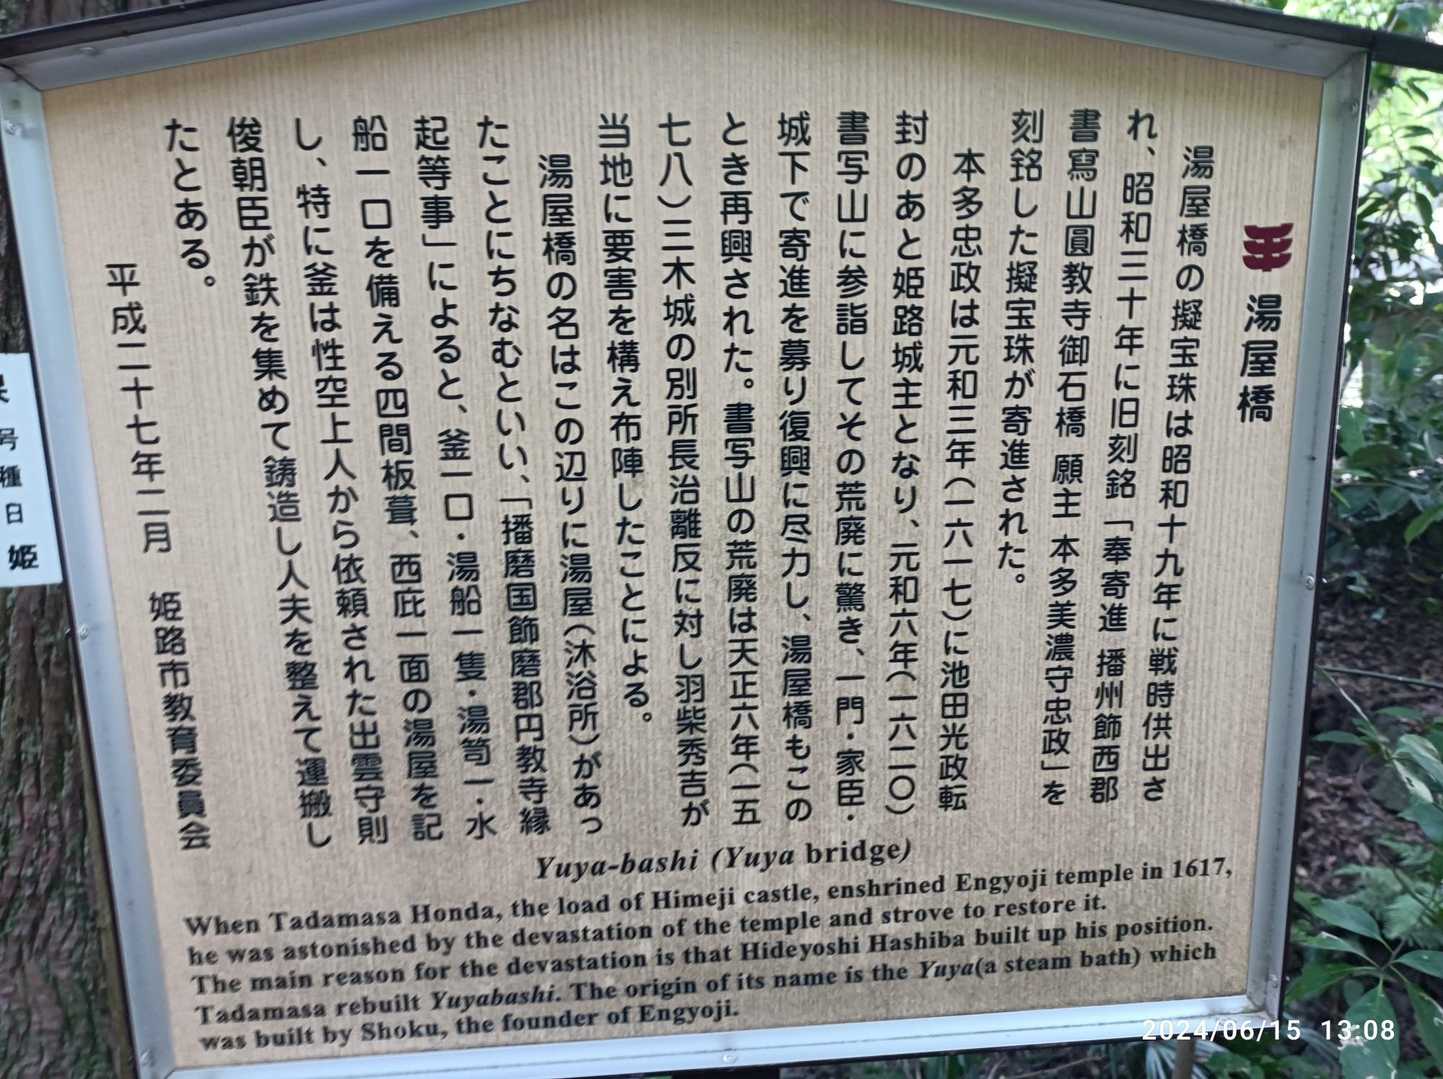 湯屋橋
湯屋橋の擬宝珠は昭和十九年に戦時供出さ
れ、昭和三十年に旧刻銘「奉寄進 播州飾西郡
書寫山圓教寺御石橋 願主 本多美濃守忠政」を
刻銘した擬宝珠が寄進された。
本多忠政は元和三年(一六一七)に池田光政転
封のあと姫路城主となり、元和六年(一六二〇)
書写山に参詣してその荒廃に驚き、一門・家臣・
城下で寄進を募り復興に尽力し、湯屋橋もこの
とき再興された。書写山の荒廃は天正六年(一五
七八)三木城の別所長治離反に対し羽柴秀吉が
当地に要害を構え布陣したことによる。
湯屋橋の名はこの辺りに湯屋(沐浴所)があっ
たことにちなむといい、「播磨国飾磨郡円教寺縁
起等事」によると、釜一口・湯船一隻・湯笥一・水
船一口を備える四間板葺、西庇一面の湯屋を記
し、特に釜は性空上人から依頼された出雲守則
俊朝臣が鉄を集めて鋳造し人夫を整えて運搬し
たとある。
平成二十七年二月 姫路市教育委員会
Yuya-bashi (Yuya bridge)
When Tadamasa Honda, the load of Himeji castle, enshrined Engyoji temple in 1617,
he was astonished by the devastation of the temple and strove to restore it.
The main reason for the devastation is that Hideyoshi Hashiba built up his position.
Tadamasa rebuilt Yuyabashi. The origin of its name is the Yuya(a steam bath) which
was built by Shoku, the founder of Engyoji.
号
種
日
姫
2024/06/15 13:08